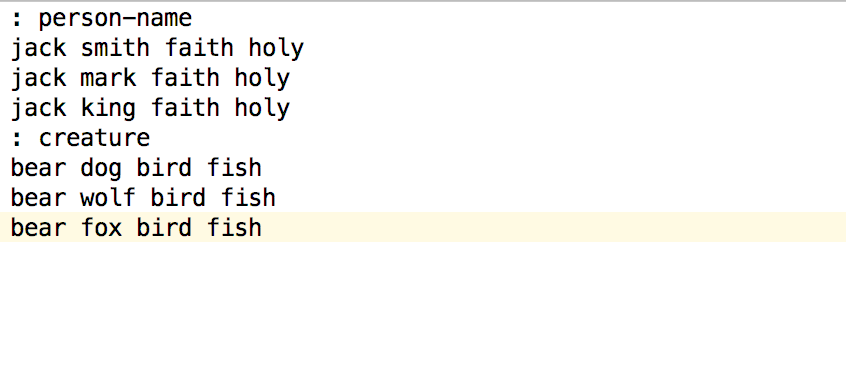 : person-name
jack smith faith holy
jack mark faith holy
jack king faith holy
: creature
bear dog bird fish
bear wolf bird fish
bear fox bird fish